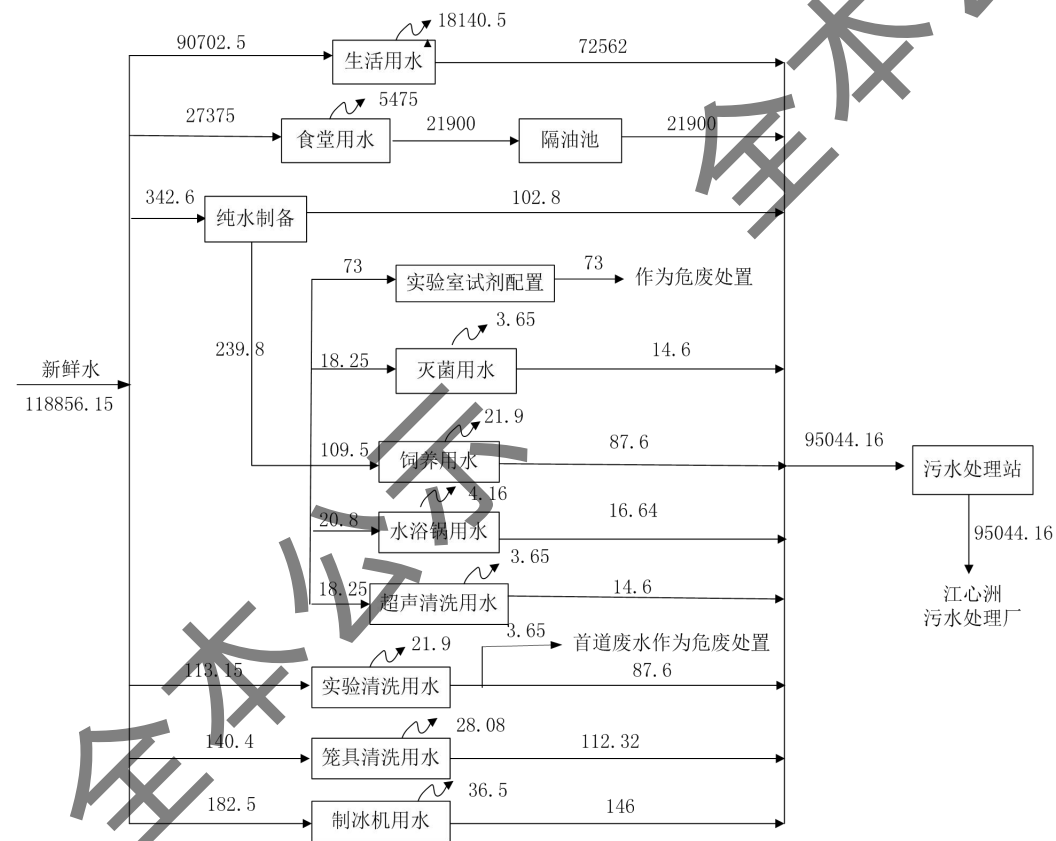 18140.5
90702.5
生活用水
72562
5475
27375
食堂用水
21900
隔油池
21900
342.6
纯水制备
102.8
73
实验室试剂配置
73
作为危废处置
3.65
239.8
18.25
灭菌用水
14.6
新鲜水
118856.15
21.9
109.5
饲养用水
87.6
95044.16
污水处理站
4.16
20.8
水浴锅用水
16.64
95044.16
3.65
18.25
超声清洗用水
14.6
江心洲
污水处理厂
3.65
首道废水作为危废处置
21.9
113.15
实验清洗用水
87.6
28.08
140.4
笼具清洗用水
112.32
36.5
182.5
制冰机用水
146
全本公示
全本公